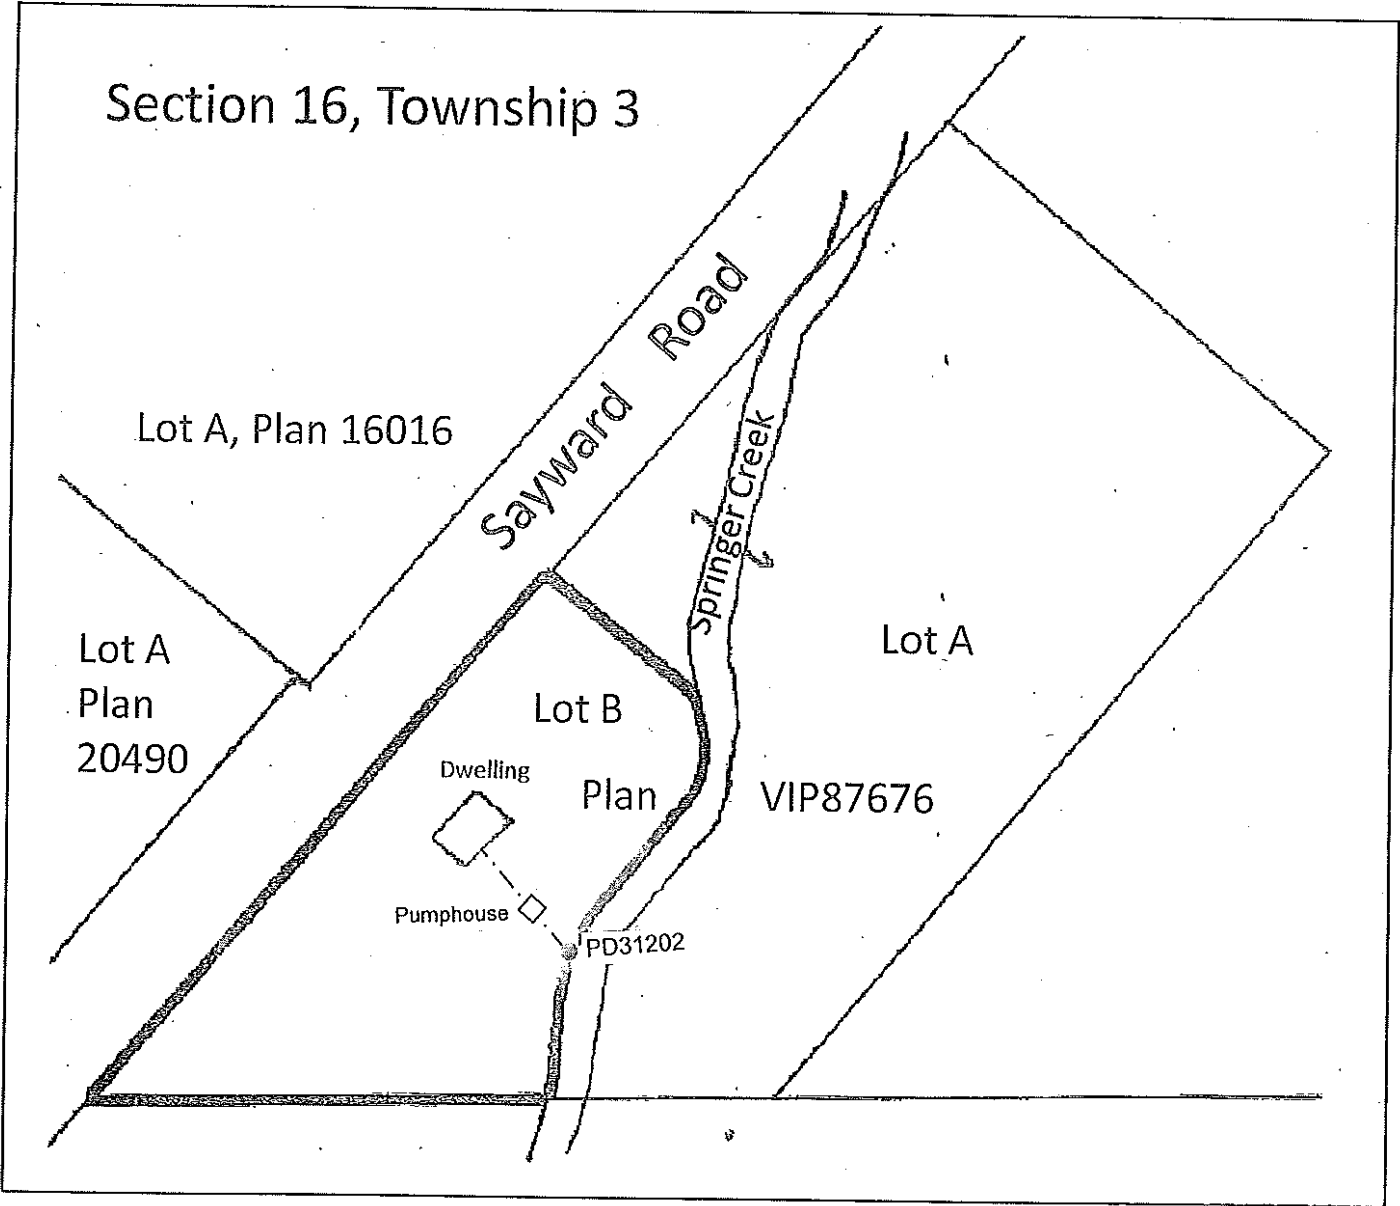 Section 16, Township 3
Sayward Road
Lot A, Plan 16016
Springer Creek
Lot A
Plan
20490
Lot A
Lot B
Dwelling
Plan VIP87676
Pumphouse
PD31202